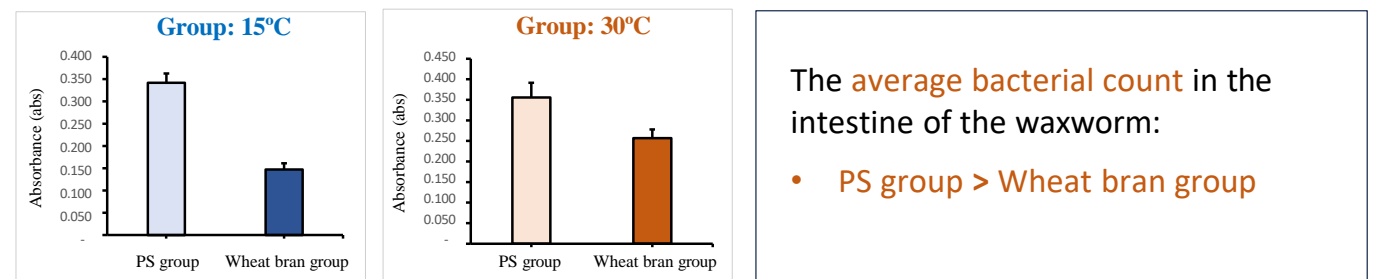 Group: 15ºC
Absorbance (abs)
0.400
0.350
0.300
0.250
0.200
0.150
0.100
0.050
-
PS group Wheat bran group
Group: 30ºC
Absorbance (abs)
0.450
0.400
0.350
0.300
0.250
0.200
0.150
0.100
0.050
-
PS group Wheat bran group
The average bacterial count in the
intestine of the waxworm:
• PS group > Wheat bran group